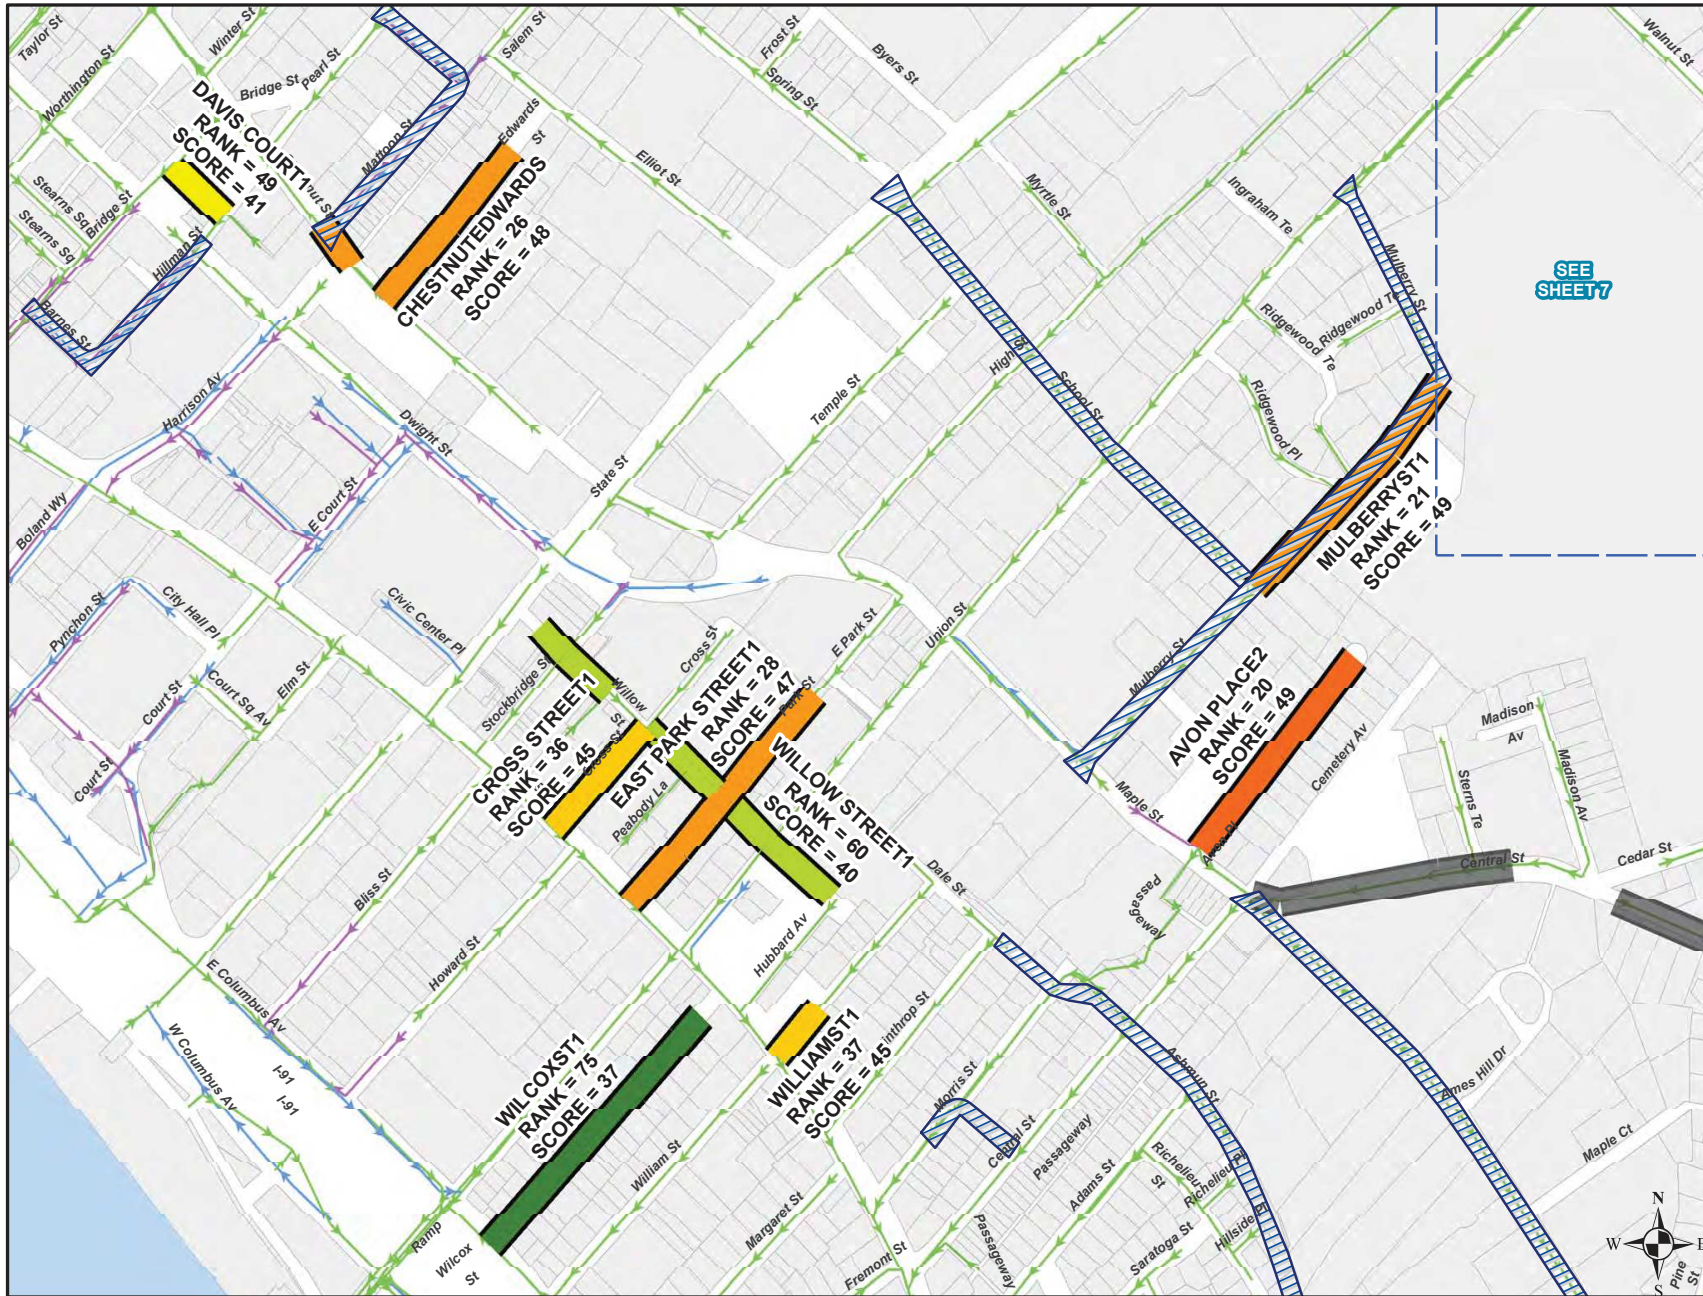 Taylor St
Winter St
Salem St
Frost St
Byers St
Walnut St
Worthington St
Bridge St
Pearl St
Spring St
DAVIS COURT1
RANK = 49
SCORE = 41
Mattoon St
Edwards
St
Elliot St
Stearns Sq
Stearns Sq
Bridge St
Hillman St
Barnes St
CHESTNUTEDWARDS
RANK = 26
SCORE = 48
Myrtle St
Ingraham Te
Mulberry St
SEE
SHEET 7
Ridgewood Te
Ridgewood Te
Ridgewood Pl
High St
School St
Temple St
Harrison Av
Dwight St
State St
E Court St
Boland Wy
MULBERRYST1
RANK = 21
SCORE = 49
Pynchon St
City Hall Pl
Civic Center Pl
Court St
Court Sq Av
Elm St
Court St
Stockbridge St
Willow
St
Cross St
Cross St
E Park St
Park St
Union St
Mulberry St
CROSS STREET1
RANK = 36
SCORE = 45
EAST PARK STREET1
RANK = 28
SCORE = 47
Peabody La
WILLOW STREET1
RANK = 60
SCORE = 40
AVON PLACE2
RANK = 20
SCORE = 49
Cemetery Av
Madison
Av
Madison Av
Sterns Te
Maple St
Central St
Cedar St
Passageway
Dale St
Bliss St
Howard St
Hubbard Av
E Columbus Av
W Columbus Av
I-91
I-91
WILCOXST1
RANK = 75
SCORE = 37
WILLIAMST1
RANK = 37
SCORE = 45
Morris St
Central St
Ashmun St
Ames Hill Dr
Maple Ct
Passageway
Adams St
Richelieu
St
Richelieu Pl
Hillside Pl
Saratoga St
William St
Margaret St
Fremont St
Passageway
Ramp
Wilcox
St
Pine
St
N
W
E
S